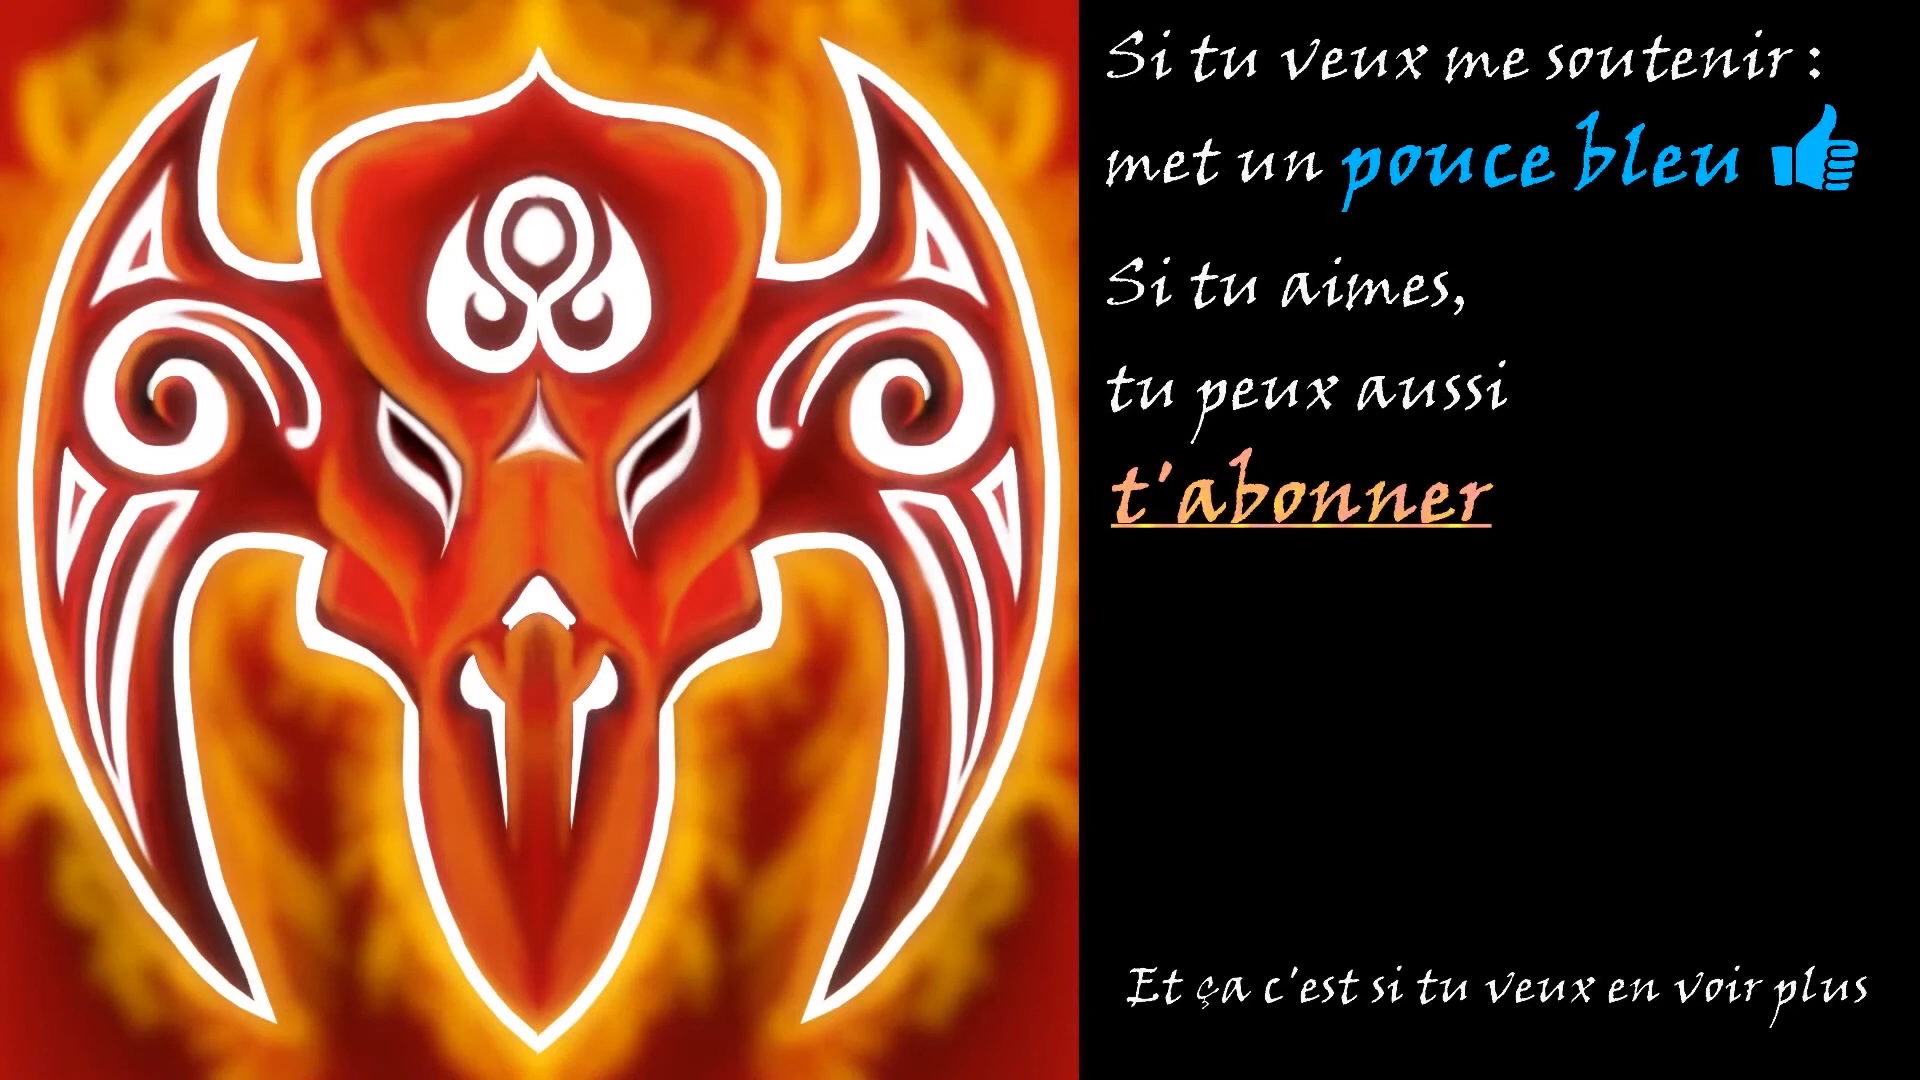 Si tu veux me soutenir :
met un pouce bleu
Si tu aimes,
tu peux aussi
t'abonner
Et ça c'est si tu veux en voir plus